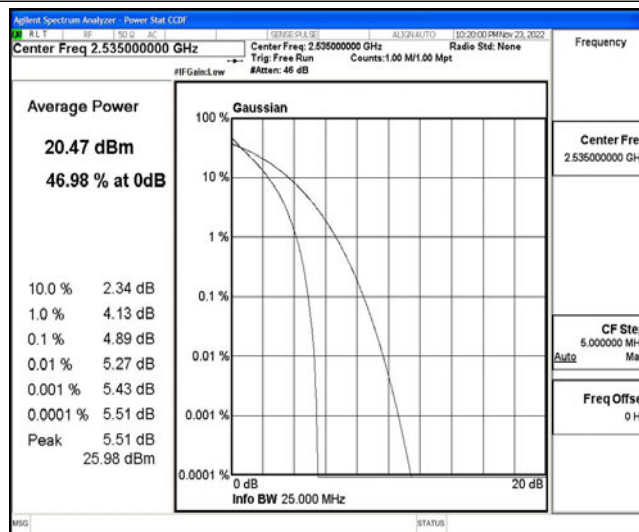 Agilent Spectrum Analyzer - Power Stat CCDF
RL T RF 50 Ω AC SENSE:PULSE ALIGN AUTO 10:20:00 PM Nov 23, 2022
Center Freq 2.535000000 GHz
Center Freq: 2.535000000 GHz Radio Std: None
Trig: Free Run Counts:1.00 M/1.00 Mpt
#IFGain:Low #Atten: 46 dB
Frequency
Average Power
20.47 dBm
46.98 % at 0dB
10.0 % 2.34 dB
1.0 % 4.13 dB
0.1 % 4.89 dB
0.01 % 5.27 dB
0.001 % 5.43 dB
0.0001 % 5.51 dB
Peak 5.51 dB
25.98 dBm
Gaussian
100 %
10 %
1 %
0.1 %
0.01 %
0.001 %
0.0001 %
0 dB 20 dB
Info BW 25.000 MHz
Center Fre
2.535000000 GH
CF Ste
5.000000 MH
Auto Ma
Freq Offse
0 H
MSG STATUS